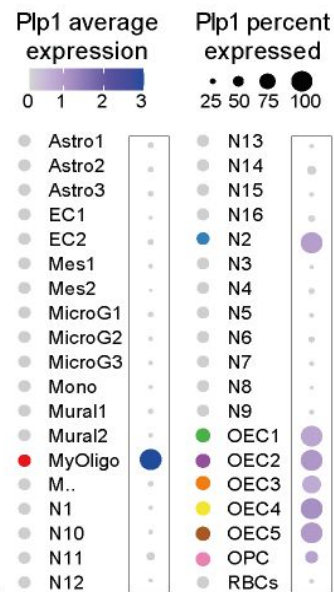 Plp1 average
expression
0 1 2 3
Plp1 percent
expressed
25 50 75 100
Astro1
Astro2
Astro3
EC1
EC2
Mes1
Mes2
MicroG1
MicroG2
MicroG3
Mono
Mural1
Mural2
MyOligo
M..
N1
N10
N11
N12
N13
N14
N15
N16
N2
N3
N4
N5
N6
N7
N8
N9
OEC1
OEC2
OEC3
OEC4
OEC5
OPC
RBCs